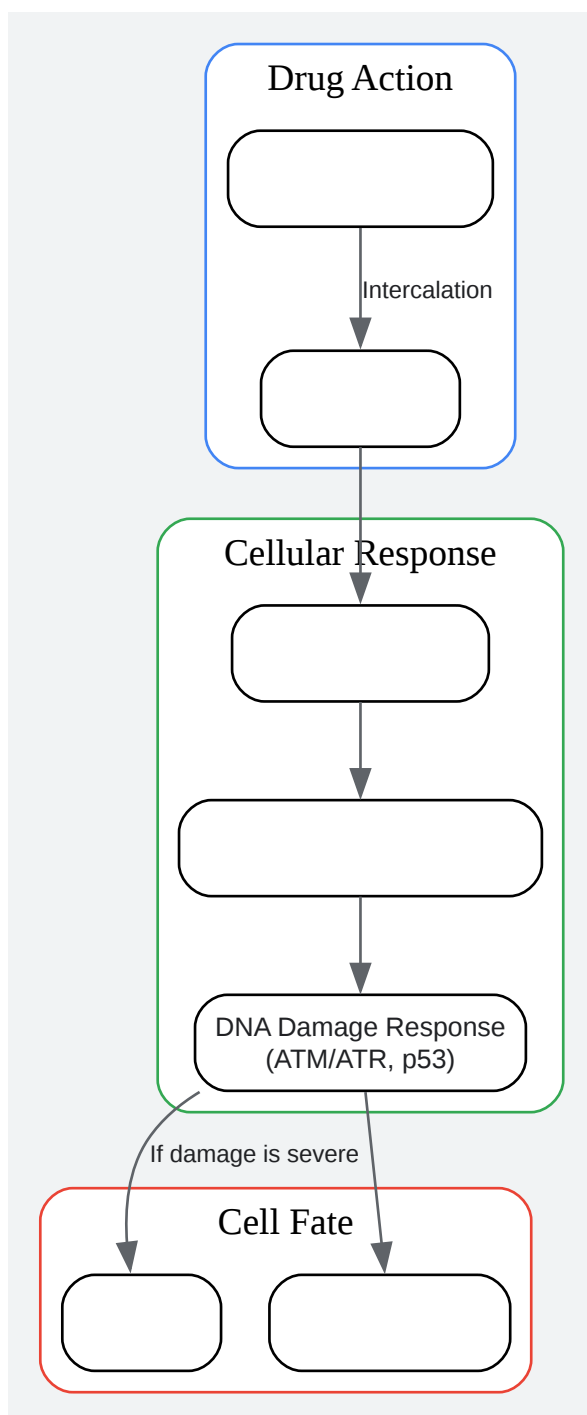 Drug Action
Intercalation
Cellular Response
DNA Damage Response
(ATM/ATR, p53)
If damage is severe
Cell Fate